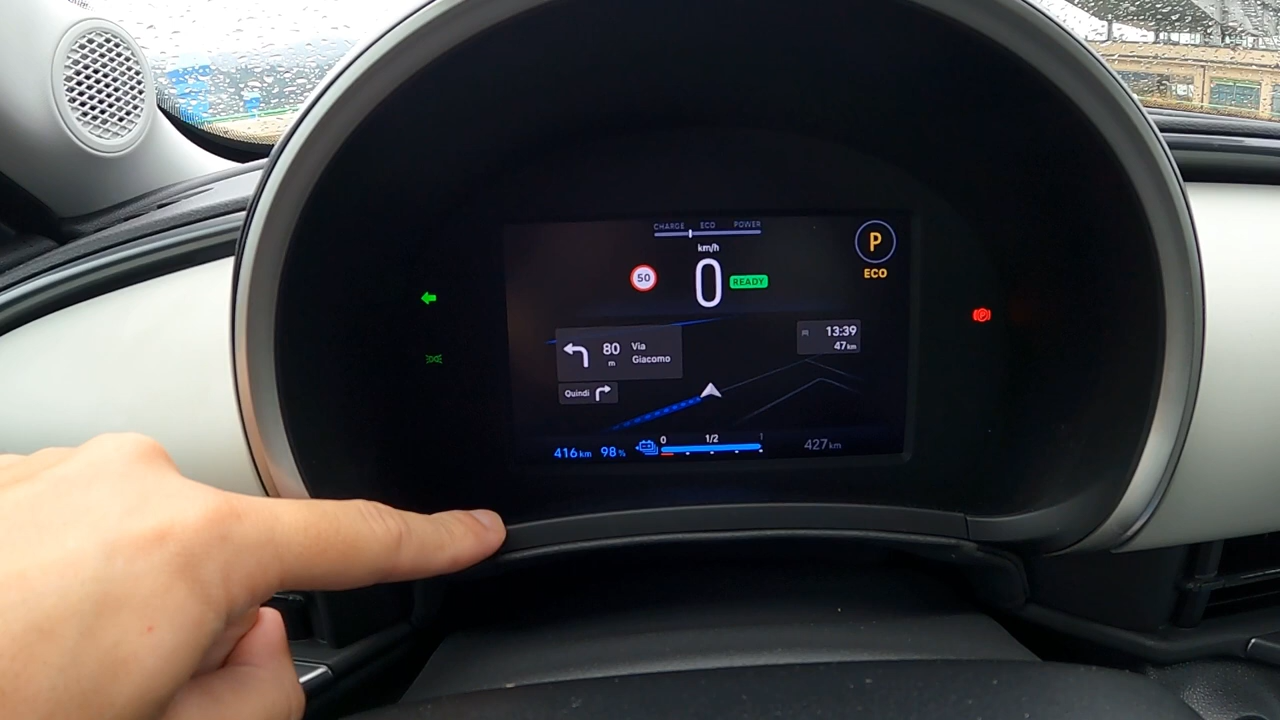 CHARGE ECO POWER
km/h
50
0
READY
P
ECO
80 m
Via
Giacomo
13:39
47 km
Quindi
0 1/2 1
416 km 98 %
427 km